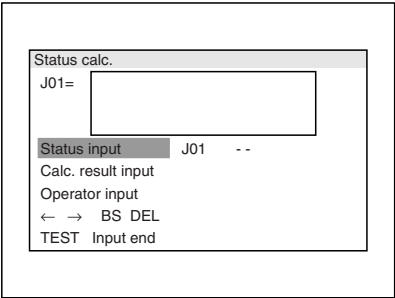 Status calc.
J01=
Status input J01 - -
Calc. result input
Operator input
← → BS DEL
TEST Input end